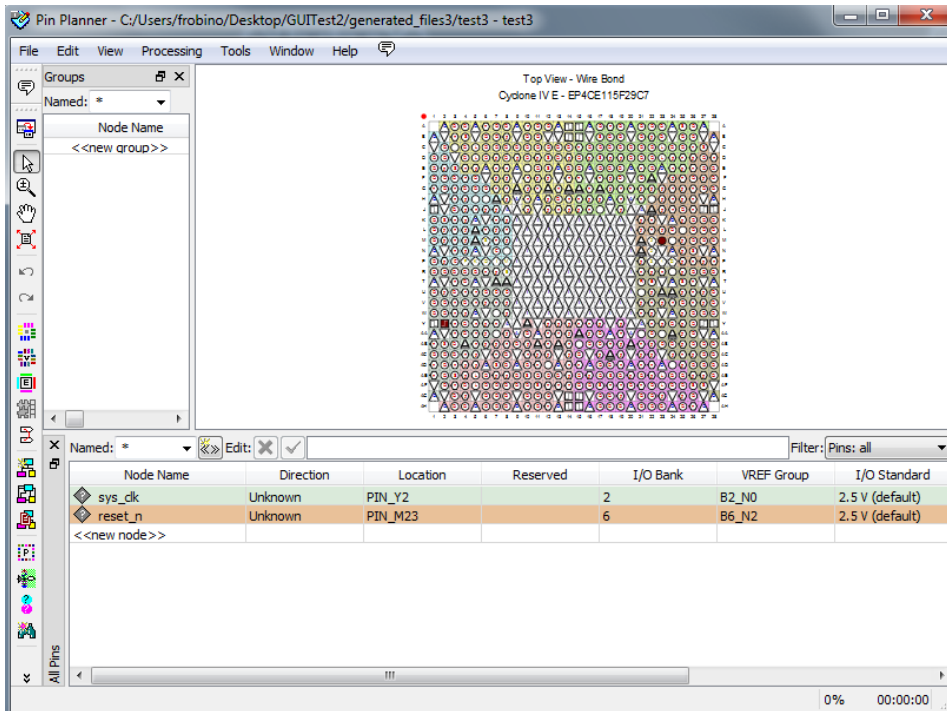 Pin Planner - C:/Users/frobino/Desktop/GUITest2/generated_files3/test3 - test3
File Edit View Processing Tools Window Help
Groups
Named: *
Node Name
<<new group>>
Top View - Wire Bond
Cyclone IV E - EP4CE115F29C7
Named: * Edit: Filter: Pins: all
Node Name Direction Location Reserved I/O Bank VREF Group I/O Standard
sys_clk Unknown PIN_Y2 2 B2_N0 2.5 V (default)
reset_n Unknown PIN_M23 6 B6_N2 2.5 V (default)
<<new node>>
All Pins
0% 00:00:00